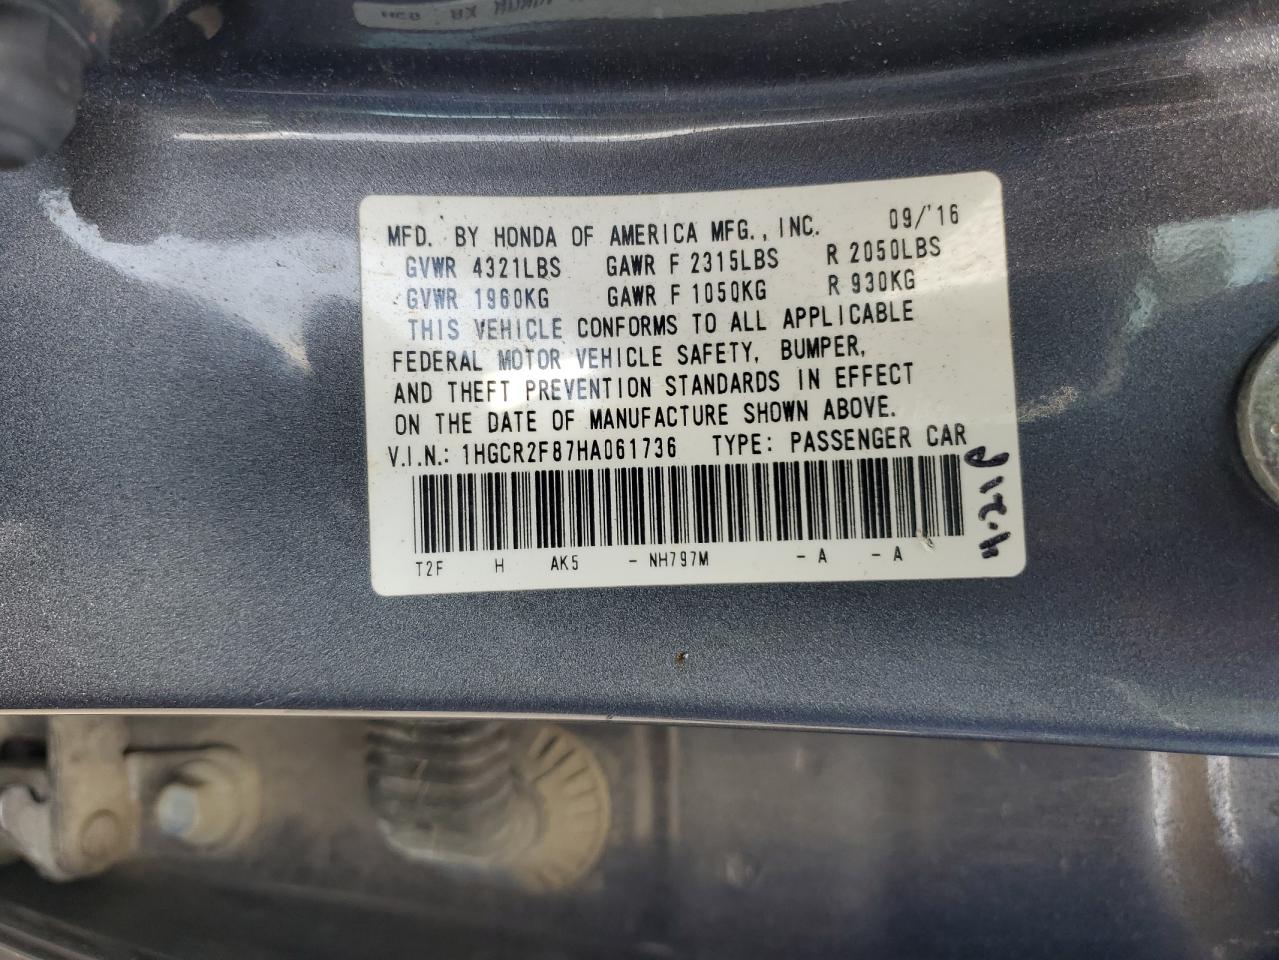 MFD. BY HONDA OF AMERICA MFG., INC. 09/'16
GVWR 4321LBS GAWR F 2315LBS R 2050LBS
GVWR 1960KG GAWR F 1050KG R 930KG
THIS VEHICLE CONFORMS TO ALL APPLICABLE
FEDERAL MOTOR VEHICLE SAFETY, BUMPER,
AND THEFT PREVENTION STANDARDS IN EFFECT
ON THE DATE OF MANUFACTURE SHOWN ABOVE.
V.I.N.: 1HGCR2F87HA061736 TYPE: PASSENGER CAR
T2F H AK5 - NH797M - A - A